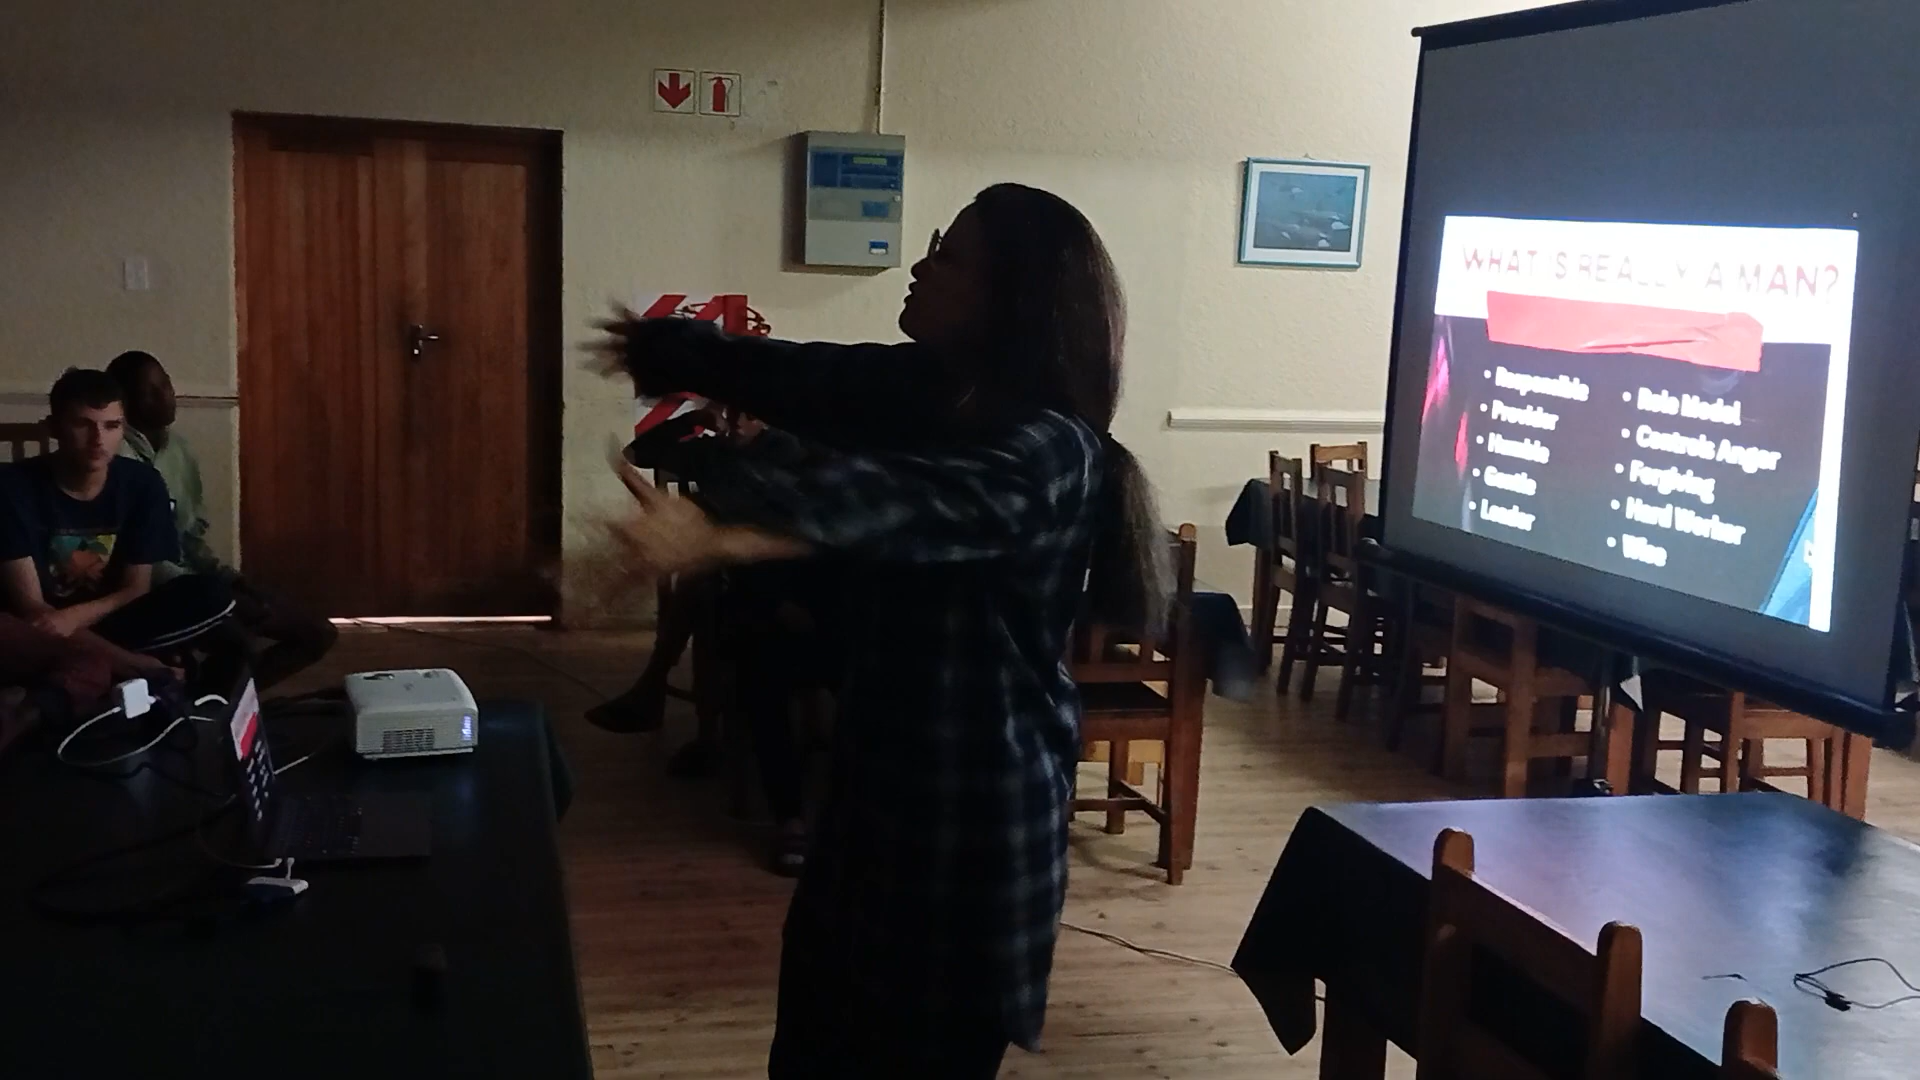 WHAT IS REALLY A MAN?
• Responsible
• Provider
• Humble
• Gentle
• Leader
• Role Model
• Controls Anger
• Forgiving
• Hard Worker
• Wise